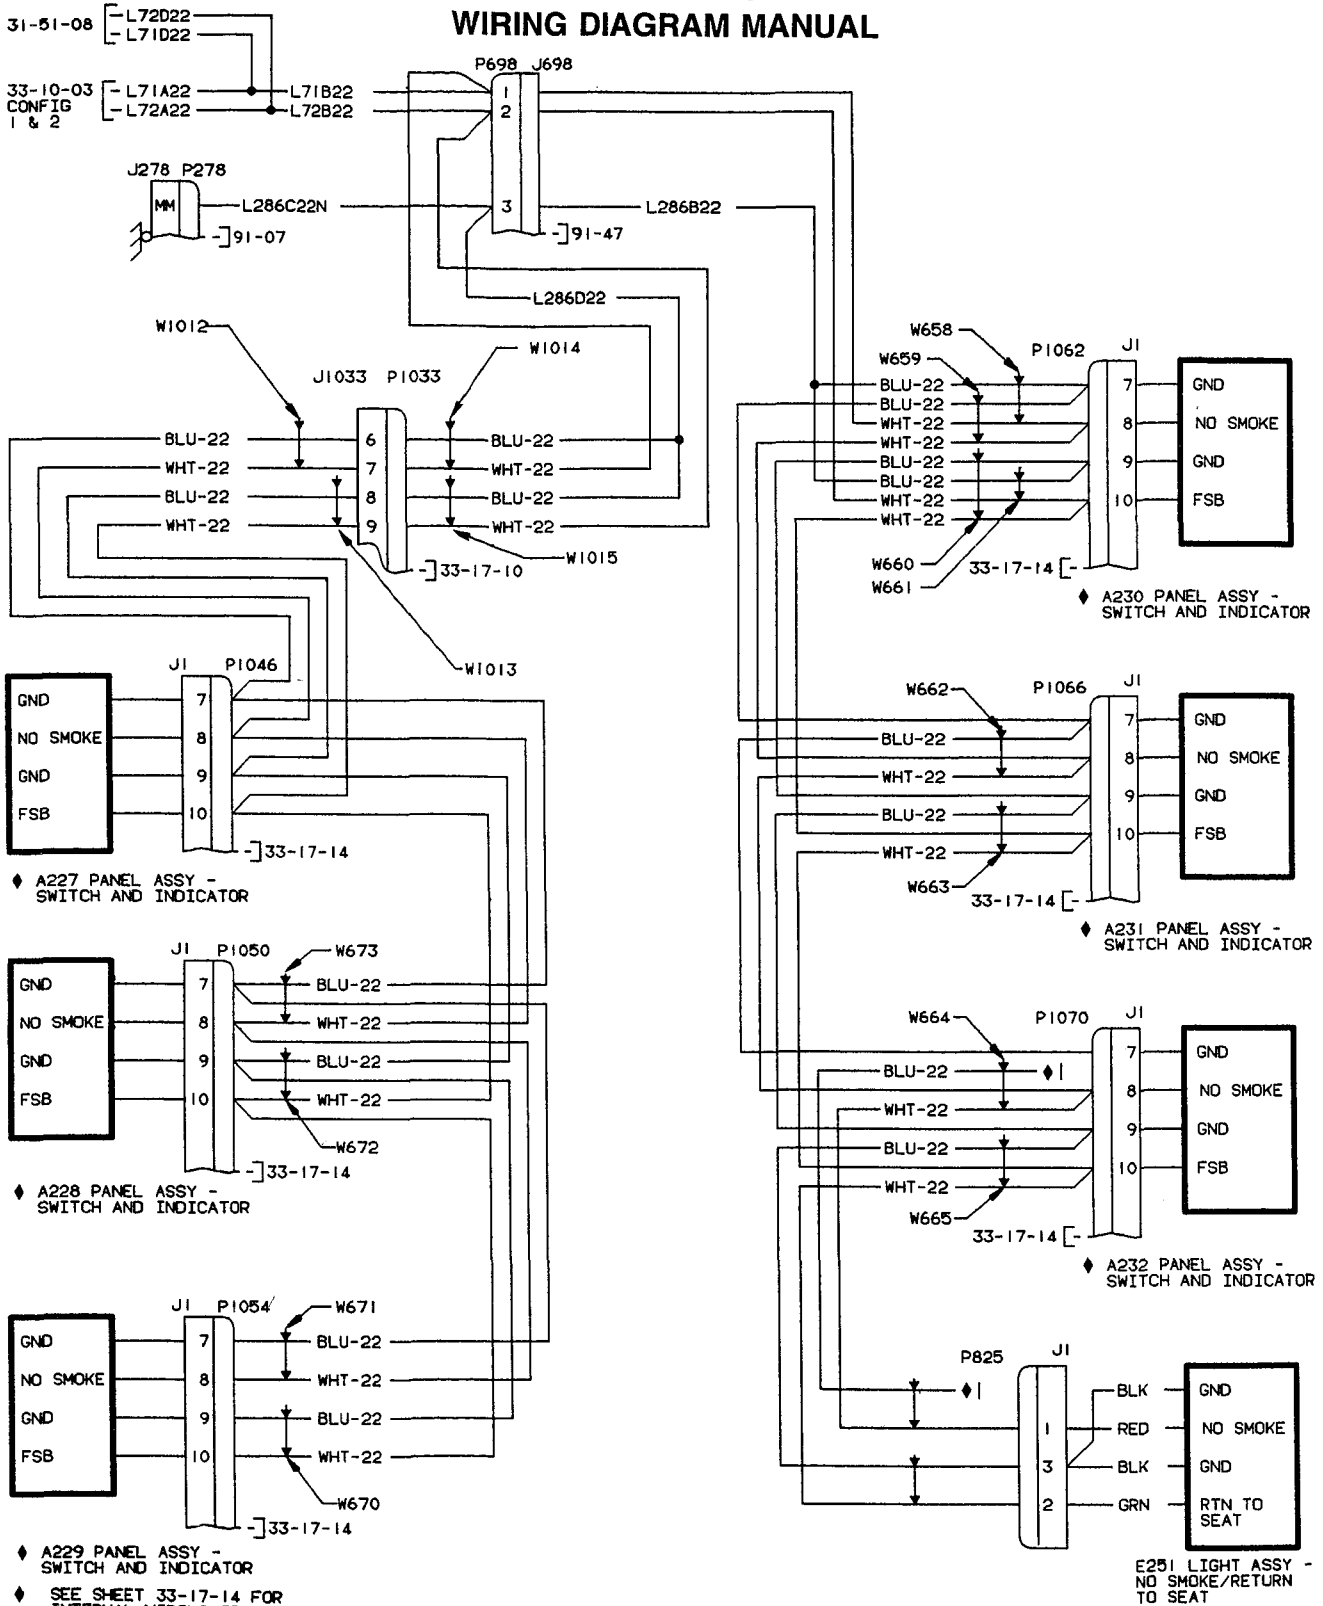 WIRING DIAGRAM MANUAL
31-51-08
L72D22
L71D22
33-10-03
CONFIG
1 & 2
L71A22
L72A22
L71B22
L72B22
P698 J698
1
2
3
J278 P278
MM
L286C22N
91-07
L286B22
91-47
L286D22
W1012
W1014
J1033 P1033
BLU-22 6 BLU-22
WHT-22 7 WHT-22
BLU-22 8 BLU-22
WHT-22 9 WHT-22
33-17-10
W1015
W1013
W658
W659
P1062 J1
BLU-22 7 GND
BLU-22
WHT-22 8 NO SMOKE
WHT-22
BLU-22 9 GND
BLU-22
WHT-22 10 FSB
WHT-22
W660
W661
33-17-14
♦ A230 PANEL ASSY -
SWITCH AND INDICATOR
J1 P1046
GND 7
NO SMOKE 8
GND 9
FSB 10
33-17-14
♦ A227 PANEL ASSY -
SWITCH AND INDICATOR
W662
P1066 J1
7 GND
BLU-22
8 NO SMOKE
WHT-22
9 GND
BLU-22
10 FSB
WHT-22
W663
33-17-14
♦ A231 PANEL ASSY -
SWITCH AND INDICATOR
J1 P1050
W673
GND 7 BLU-22
NO SMOKE 8 WHT-22
GND 9 BLU-22
FSB 10 WHT-22
W672
33-17-14
♦ A228 PANEL ASSY -
SWITCH AND INDICATOR
W664
P1070 J1
7 GND
BLU-22 ♦1
8 NO SMOKE
WHT-22
9 GND
BLU-22
10 FSB
WHT-22
W665
33-17-14
♦ A232 PANEL ASSY -
SWITCH AND INDICATOR
J1 P1054
W671
GND 7 BLU-22
NO SMOKE 8 WHT-22
GND 9 BLU-22
FSB 10 WHT-22
W670
33-17-14
♦ A229 PANEL ASSY -
SWITCH AND INDICATOR
♦ SEE SHEET 33-17-14 FOR
P825 J1
♦1 BLK GND
1 RED NO SMOKE
3 BLK GND
2 GRN RTN TO
SEAT
E251 LIGHT ASSY -
NO SMOKE/RETURN
TO SEAT